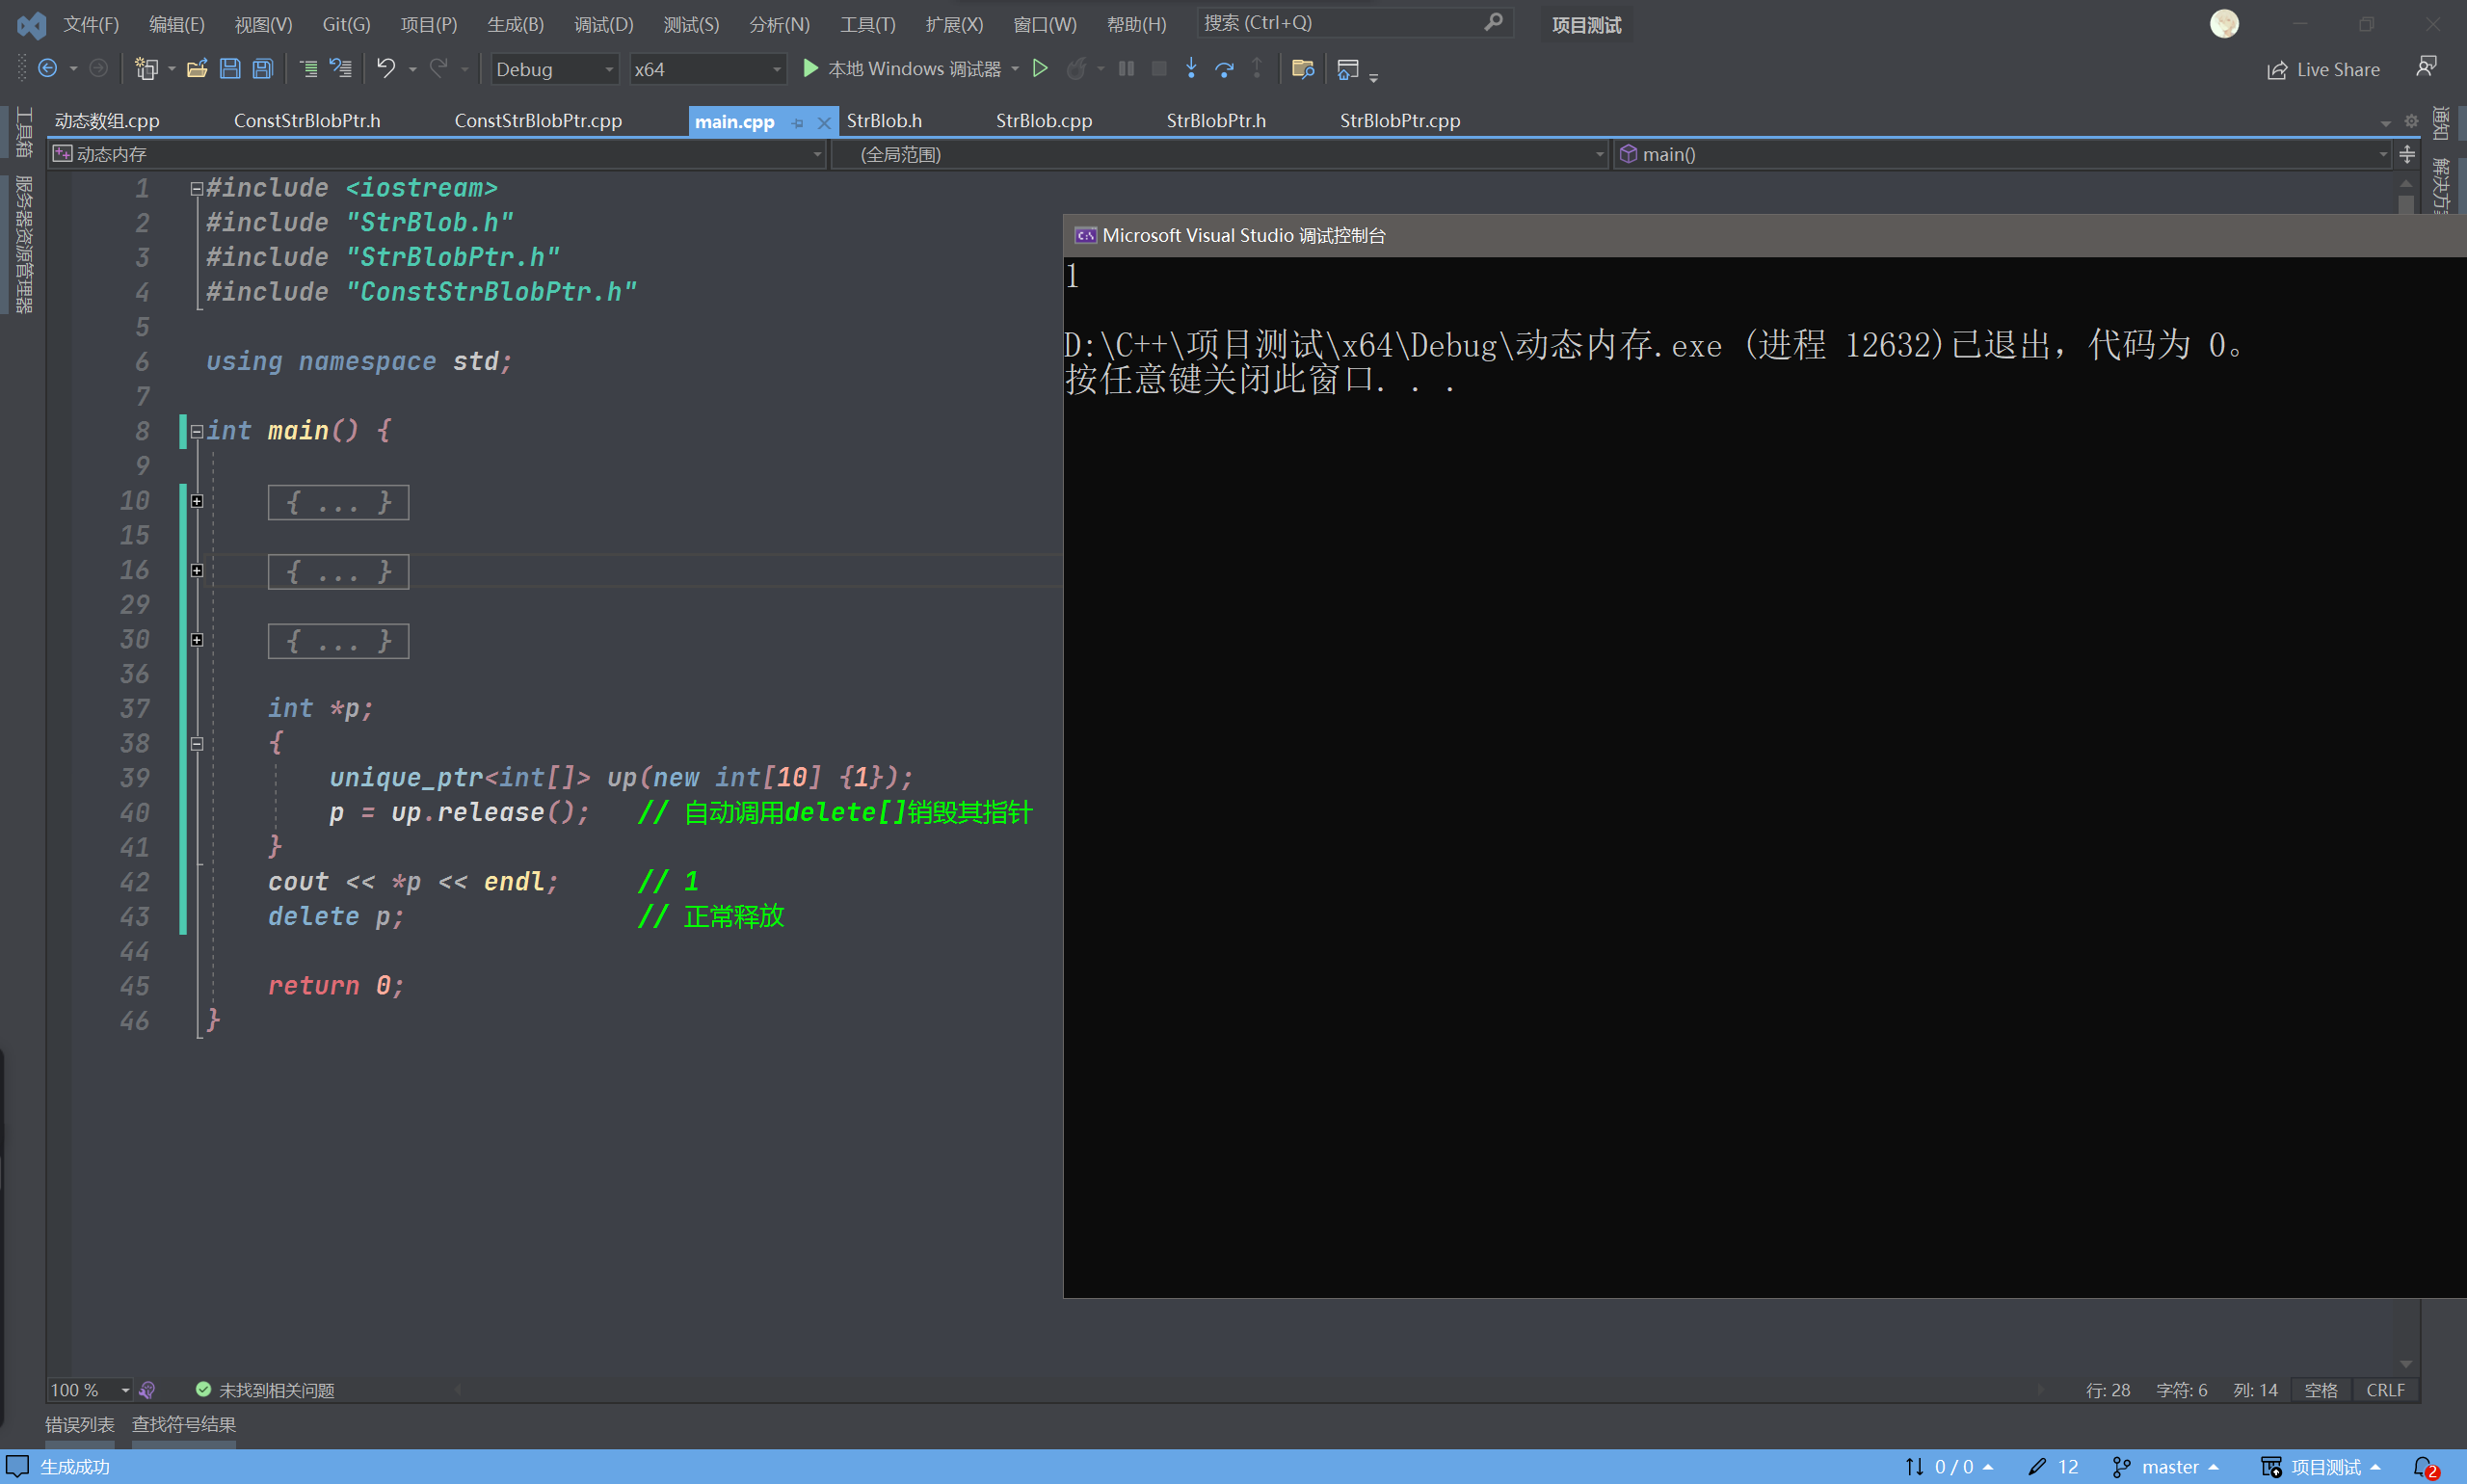 文件(F) 编辑(E) 视图(V) Git(G) 项目(P) 生成(B) 调试(D) 测试(S) 分析(N) 工具(T) 扩展(X) 窗口(W) 帮助(H) 搜索 (Ctrl+Q) 项目测试
Debug x64 本地 Windows 调试器 Live Share
动态数组.cpp ConstStrBlobPtr.h ConstStrBlobPtr.cpp main.cpp StrBlob.h StrBlob.cpp StrBlobPtr.h StrBlobPtr.cpp
动态内存 (全局范围) main()
工具箱
服务器资源管理器
通知
解决方
1 #include <iostream>
2 #include "StrBlob.h"
3 #include "StrBlobPtr.h"
4 #include "ConstStrBlobPtr.h"
5
6 using namespace std;
7
8 int main() {
9
10 { ... }
15
16 { ... }
29
30 { ... }
36
37 int *p;
38 {
39 unique_ptr<int[]> up(new int[10] {1});
40 p = up.release(); // 自动调用delete[]销毁其指针
41 }
42 cout << *p << endl; // 1
43 delete p; // 正常释放
44
45 return 0;
46 }
Microsoft Visual Studio 调试控制台
1
D:\C++\项目测试\x64\Debug\动态内存.exe (进程 12632)已退出，代码为 0。
按任意键关闭此窗口. . .
100 % 未找到相关问题 行: 28 字符: 6 列: 14 空格 CRLF
错误列表 查找符号结果
生成成功 0 / 0 12 master 项目测试 2